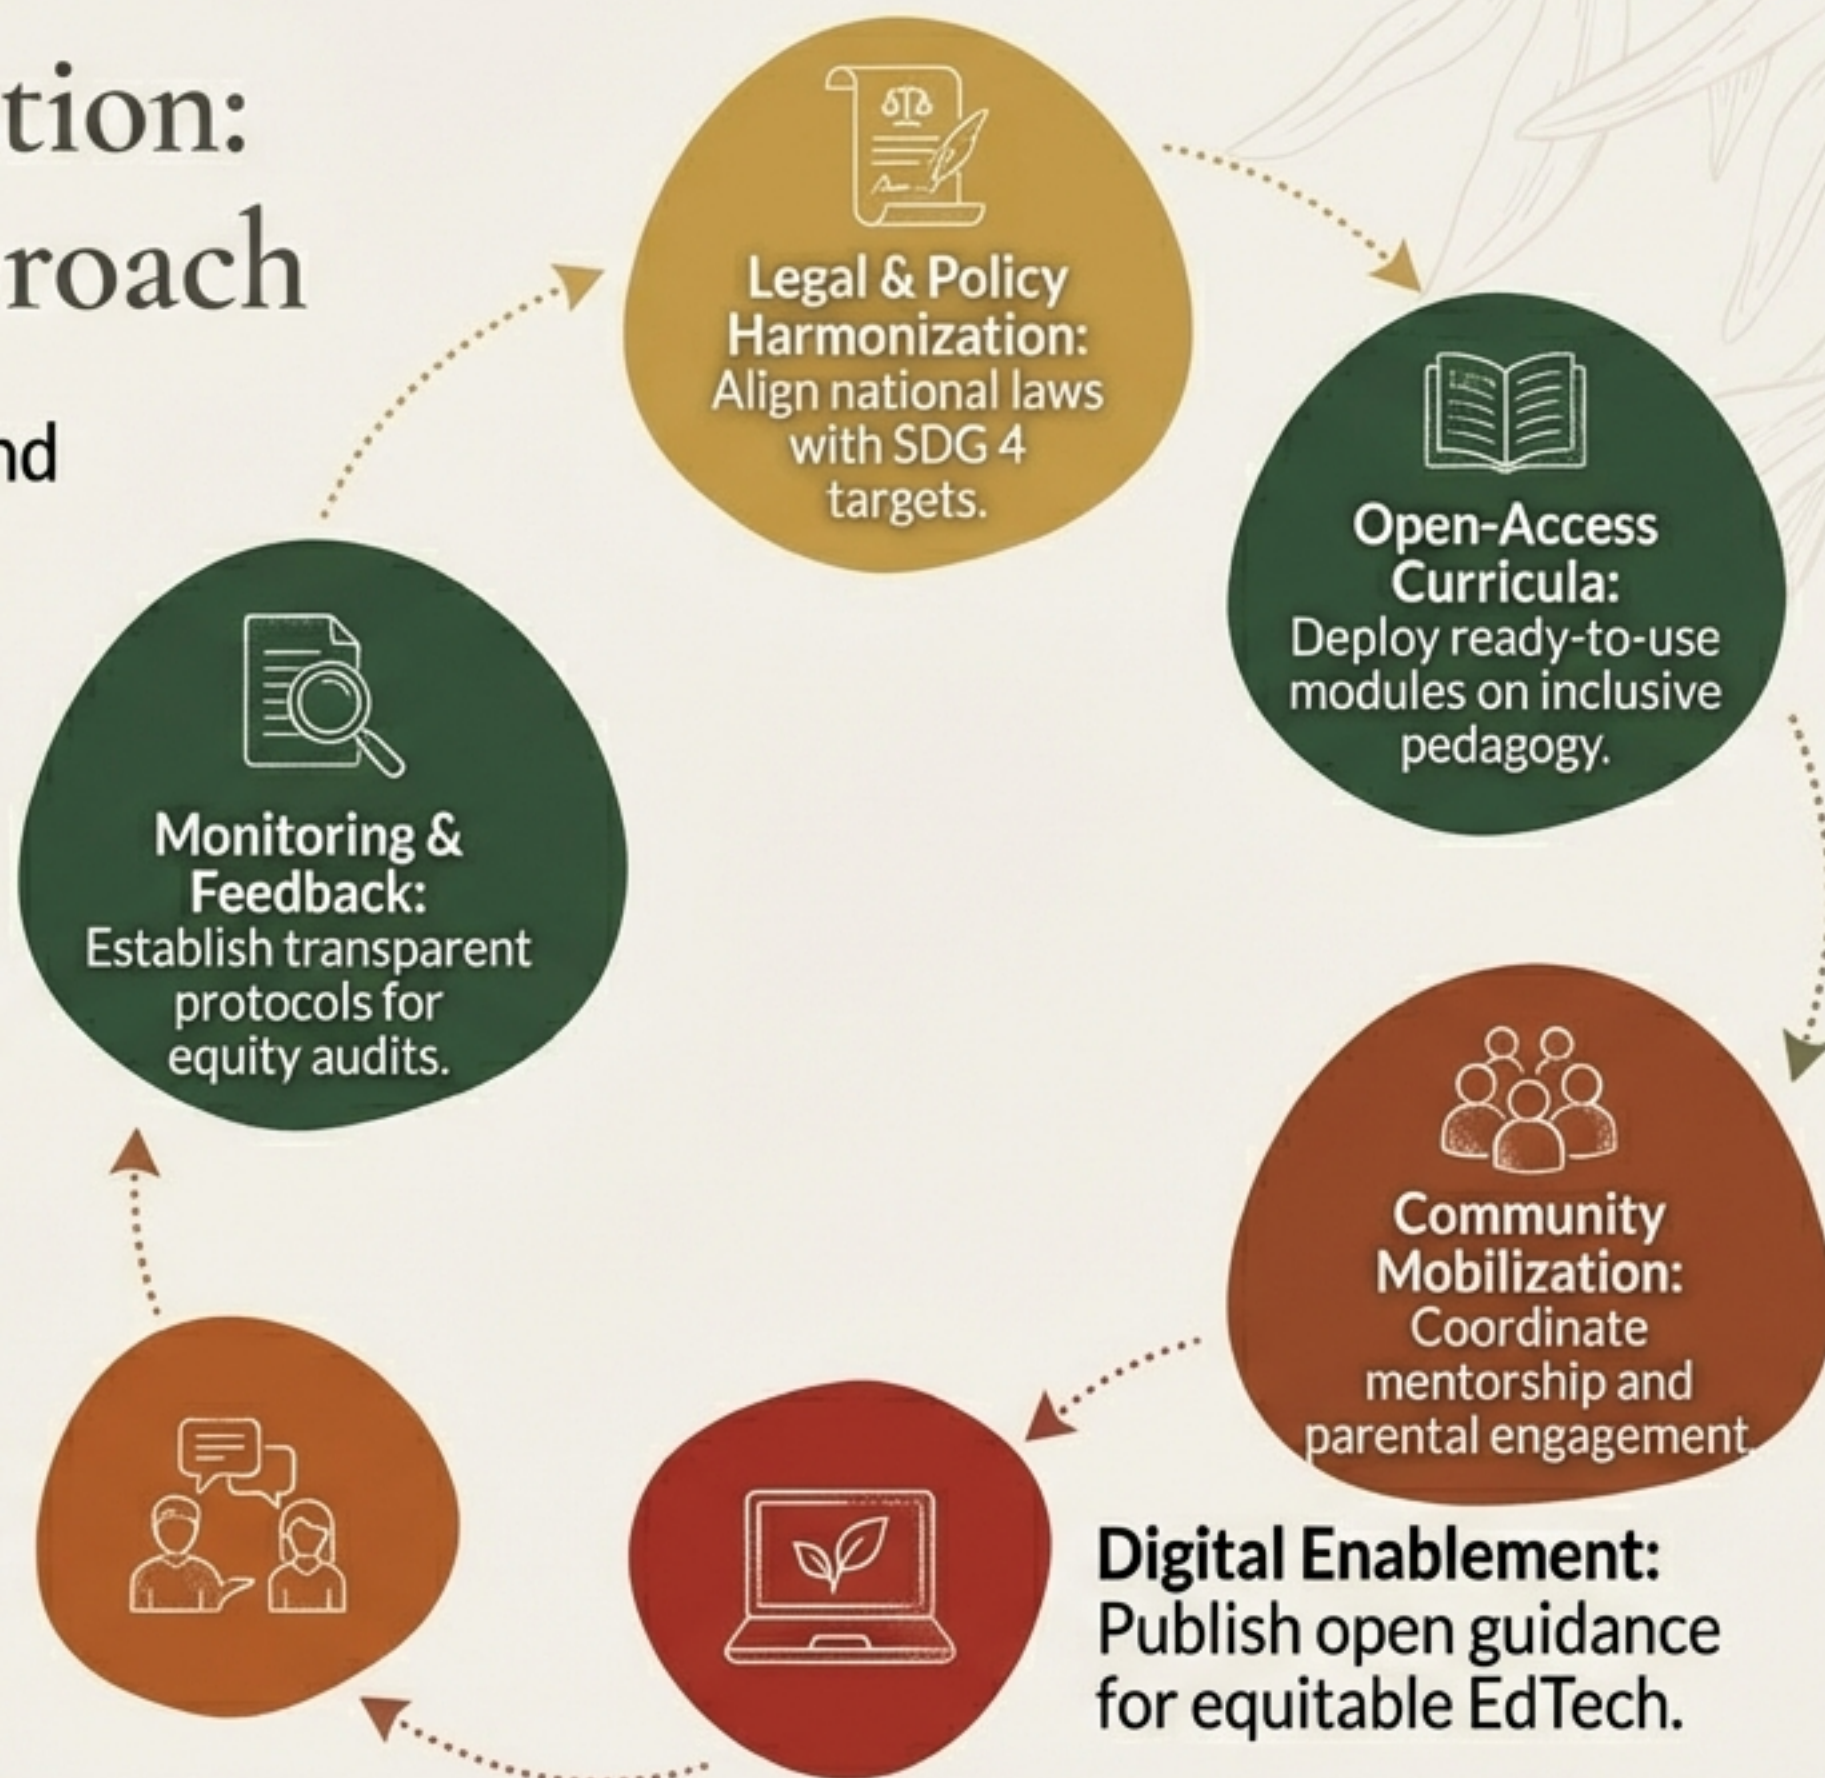 tion:
roach
nd
Legal & Policy
Harmonization:
Align national laws
with SDG 4
targets.
Open-Access
Curricula:
Deploy ready-to-use
modules on inclusive
pedagogy.
Community
Mobilization:
Coordinate
mentorship and
parental engagement.
Digital Enablement:
Publish open guidance
for equitable EdTech.
Monitoring &
Feedback:
Establish transparent
protocols for
equity audits.